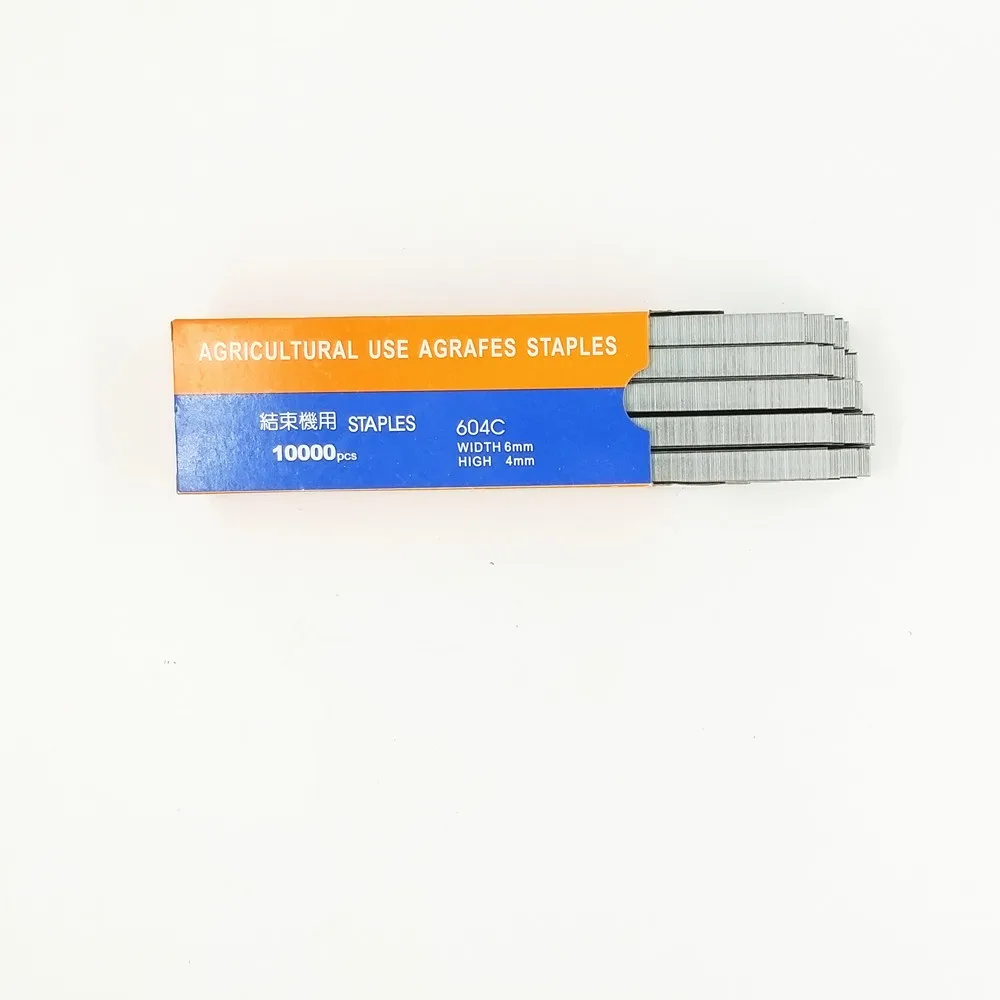 AGRICULTURAL USE AGRAFES STAPLES
結束機用 STAPLES 604C
10000pcs
WIDTH 6mm
HIGH 4mm